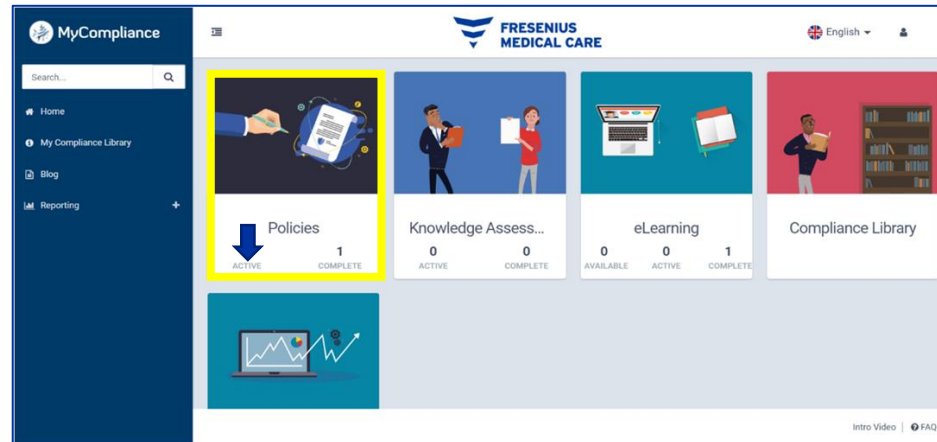 MyCompliance
FRESENIUS
MEDICAL CARE
English
Search...
Home
My Compliance Library
Blog
Reporting
Policies
1
ACTIVE COMPLETE
Knowledge Assess...
0 0
ACTIVE COMPLETE
eLearning
0 0 1
AVAILABLE ACTIVE COMPLETE
Compliance Library
Intro Video | FAQ